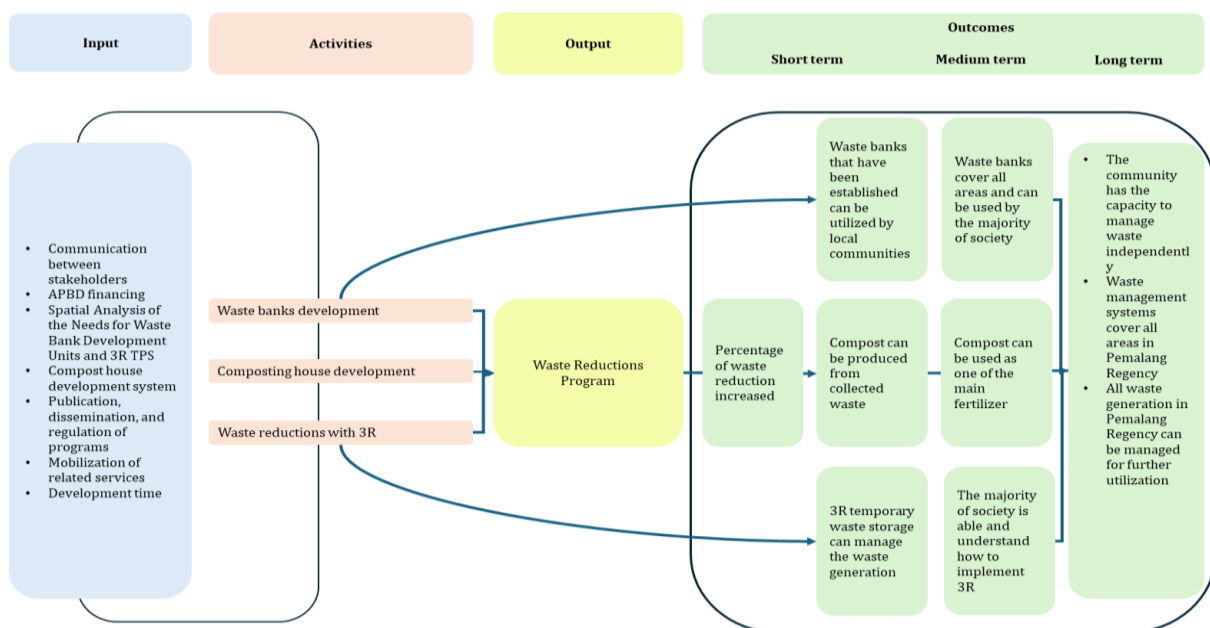 Input
Activities
Output
Outcomes
Short term
Medium term
Long term
• Communication
between
stakeholders
• APBD financing
• Spatial Analysis of
the Needs for Waste
Bank Development
Units and 3R TPS
• Compost house
development system
• Publication,
dissemination, and
regulation of
programs
• Mobilization of
related services
• Development time
Waste banks development
Composting house development
Waste reductions with 3R
Waste Reductions
Program
Percentage
of waste
reduction
increased
Waste banks
that have
been
established
can be
utilized by
local
communities
Compost can
be produced
from
collected
waste
3R temporary
waste storage
can manage
the waste
generation
Waste banks
cover all
areas and can
be used by
the majority
of society
Compost can
be used as
one of the
main
fertilizer
The majority
of society is
able and
understand
how to
implement
3R
• The
community
has the
capacity to
manage
waste
independentl
y
• Waste
management
systems
cover all
areas in
Pemalang
Regency
• All waste
generation in
Pemalang
Regency can
be managed
for further
utilization